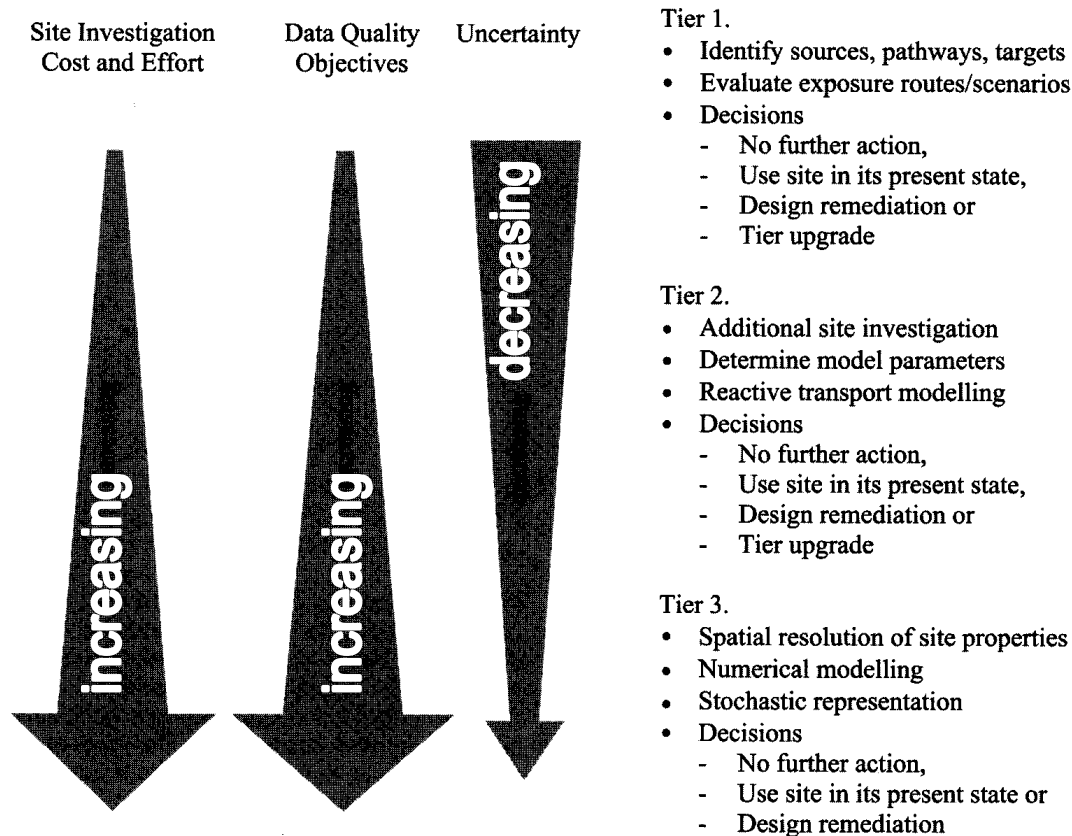 Site Investigation
Cost and Effort
Data Quality
Objectives
Uncertainty
increasing
increasing
decreasing
Tier 1.
• Identify sources, pathways, targets
• Evaluate exposure routes/scenarios
• Decisions
- No further action,
- Use site in its present state,
- Design remediation or
- Tier upgrade
Tier 2.
• Additional site investigation
• Determine model parameters
• Reactive transport modelling
• Decisions
- No further action,
- Use site in its present state,
- Design remediation or
- Tier upgrade
Tier 3.
• Spatial resolution of site properties
• Numerical modelling
• Stochastic representation
• Decisions
- No further action,
- Use site in its present state or
- Design remediation